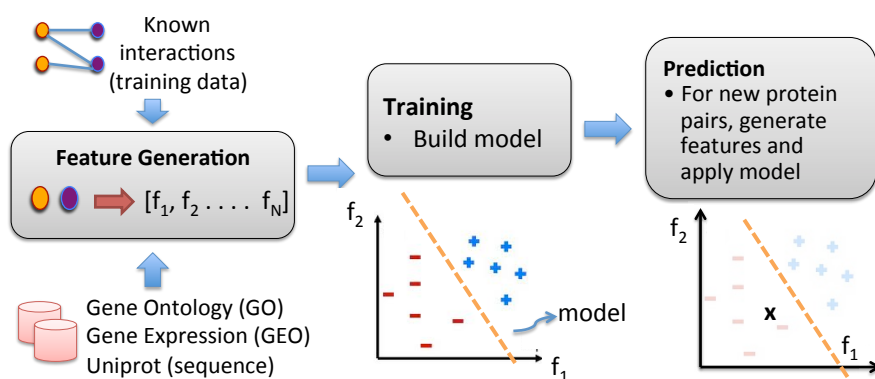 Known
interactions
(training data)
Feature Generation
[f1, f2 . . . . fN]
Gene Ontology (GO)
Gene Expression (GEO)
Uniprot (sequence)
Training
• Build model
f2
model
f1
Prediction
• For new protein
pairs, generate
features and
apply model
f2
x
f1